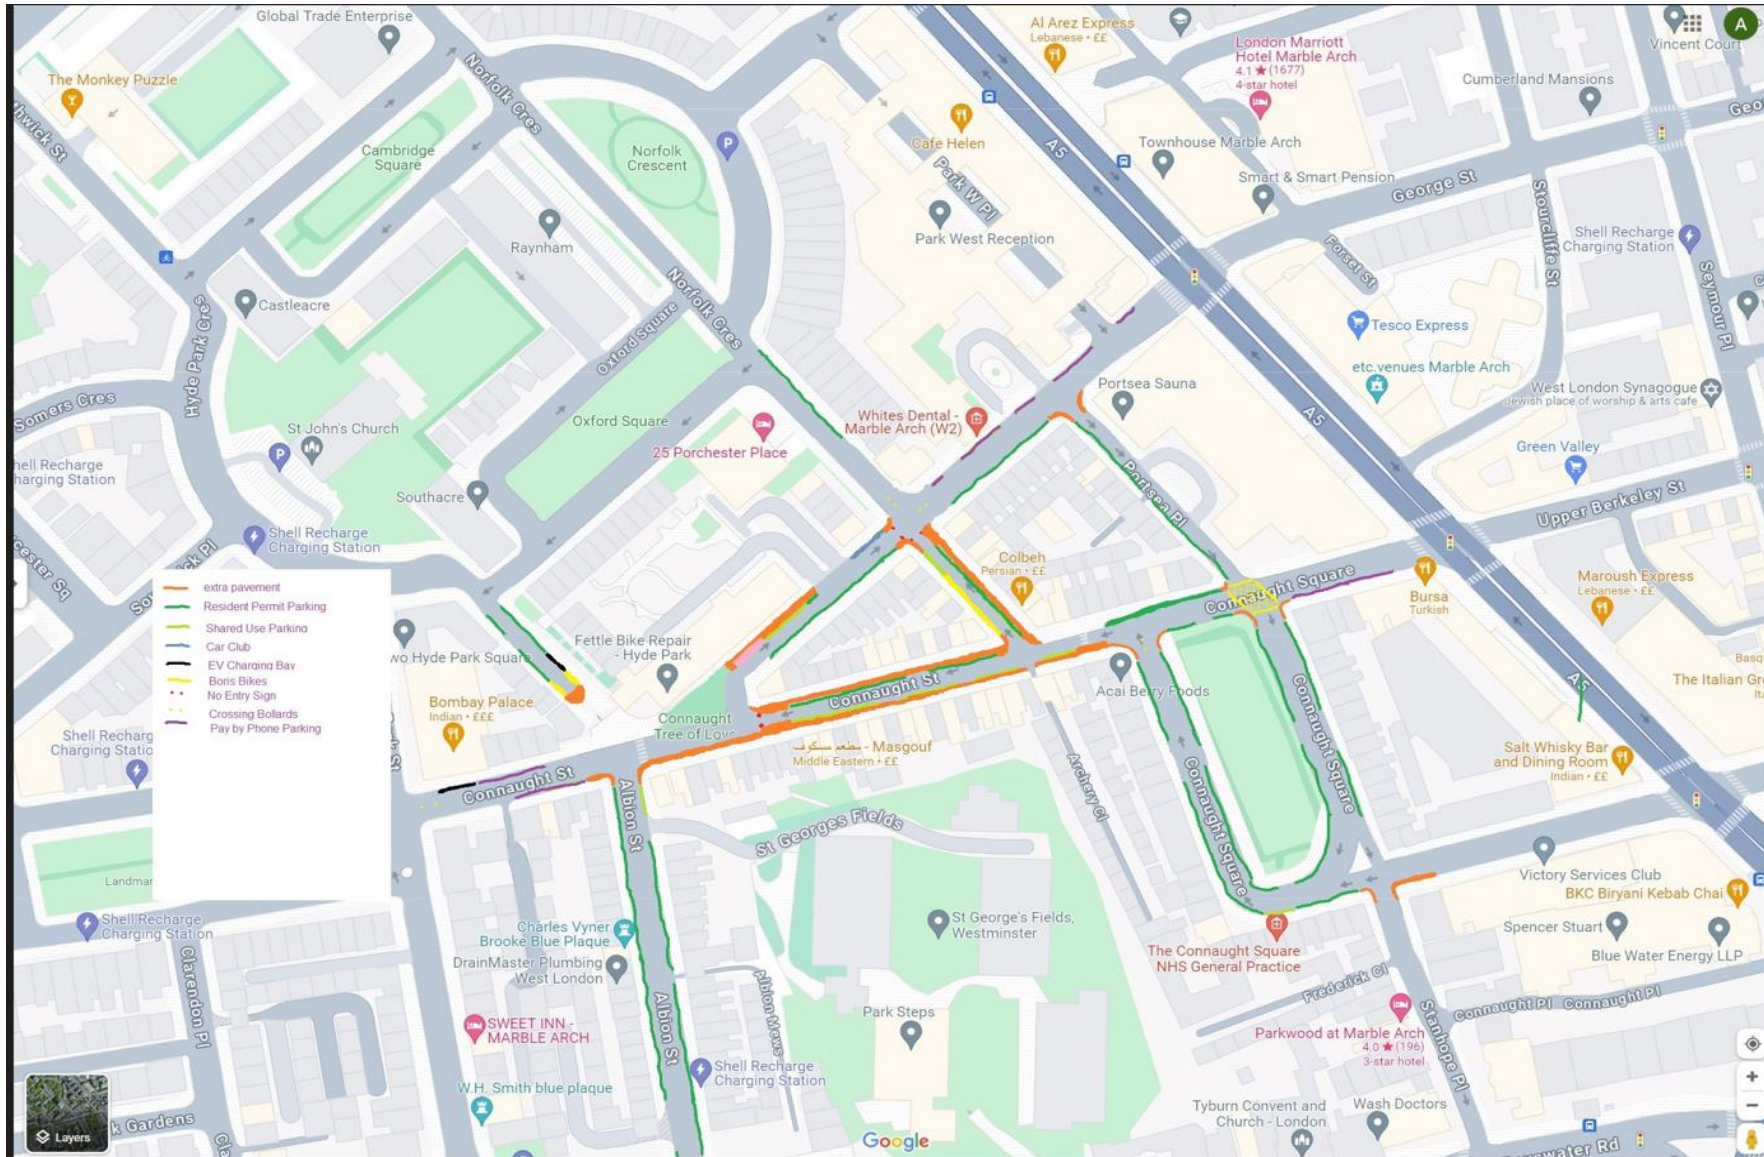 Global Trade Enterprise
The Monkey Puzzle
Norfolk Cres
Cambridge
Square
Norfolk
Crescent
P
Raynham
Castleacre
Hyde Park Cres
Somers Cres
St John's Church
P
Southacre
Shell Recharge
Charging Station
Oxford Square
Oxford Square
Norfolk Cres
25 Porchester Place
Al Arez Express
Lebanese • ££
Cafe Helen
Park W Pl
Park West Reception
A5
London Marriott
Hotel Marble Arch
4.1 ★ (1677)
4-star hotel
Townhouse Marble Arch
Smart & Smart Pension
George St
Cumberland Mansions
Vincent Court
A
Geo
Stourcliffe St
Forset St
Shell Recharge
Charging Station
Seymour Pl
Tesco Express
etc.venues Marble Arch
West London Synagogue
Jewish place of worship & arts cafe
Green Valley
A5
Upper Berkeley St
Portsea Sauna
Whites Dental -
Marble Arch (W2)
Portsea Pl
Colbeh
Persian • ££
Connaught Square
Bursa
Turkish
Maroush Express
Lebanese • ££
A5
The Italian Gr
Salt Whisky Bar
and Dining Room
Indian • ££
extra pavement
Resident Permit Parking
Shared Use Parking
Car Club
EV Charging Bay
Boris Bikes
No Entry Sign
Crossing Bollards
Pay by Phone Parking
wo Hyde Park Square
Fettle Bike Repair
- Hyde Park
Bombay Palace
Indian • £££
Connaught
Tree of Love
Connaught St
Acai Berry Foods
مطعم مسكوف - Masgouf
Middle Eastern • ££
Connaught St
Albion St
St Georges Fields
Archery Cl
Connaught Square
Connaught Square
Connaught Square
Shell Recharge
Charging Station
Charles Vyner
Brooke Blue Plaque
DrainMaster Plumbing
West London
SWEET INN -
MARBLE ARCH
W.H. Smith blue plaque
Clarendon Pl
Albion St
Albion Mews
Shell Recharge
Charging Station
St George's Fields,
Westminster
Park Steps
The Connaught Square
NHS General Practice
Victory Services Club
BKC Biryani Kebab Chai
Spencer Stuart
Blue Water Energy LLP
Frederick Cl
Connaught Pl Connaught Pl
Parkwood at Marble Arch
4.0 ★ (196)
3-star hotel
Stanhope Pl
Tyburn Convent and
Church - London
Wash Doctors
Layers
k Gardens
Google